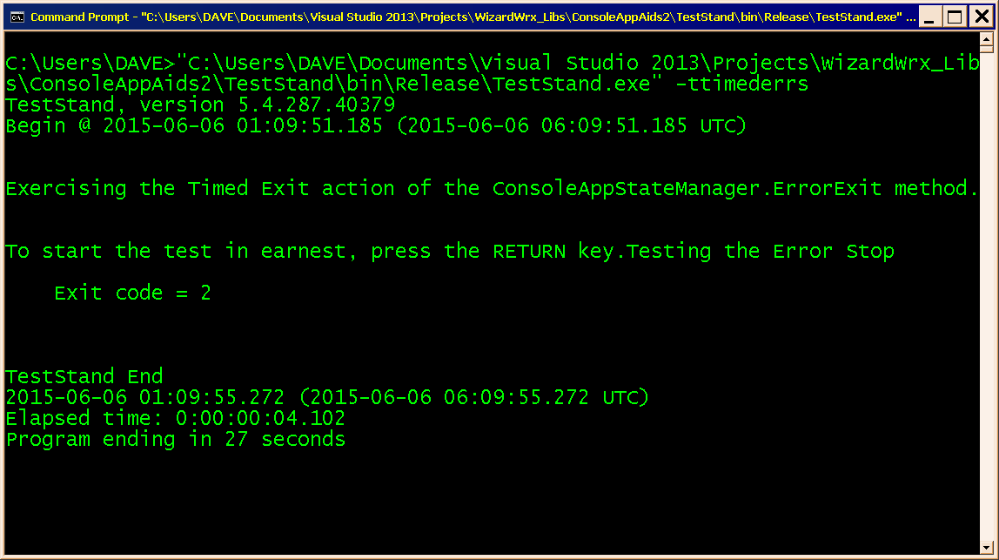 Command Prompt - "C:\Users\DAVE\Documents\Visual Studio 2013\Projects\WizardWrx_Libs\ConsoleAppAids2\TestStand\bin\Release\TestStand.exe" ...
C:\Users\DAVE>"C:\Users\DAVE\Documents\Visual Studio 2013\Projects\WizardWrx_Lib
s\ConsoleAppAids2\TestStand\bin\Release\TestStand.exe" -ttimederrs
TestStand, version 5.4.287.40379
Begin @ 2015-06-06 01:09:51.185 (2015-06-06 06:09:51.185 UTC)
Exercising the Timed Exit action of the ConsoleAppStateManager.ErrorExit method.
To start the test in earnest, press the RETURN key.Testing the Error Stop
Exit code = 2
TestStand End
2015-06-06 01:09:55.272 (2015-06-06 06:09:55.272 UTC)
Elapsed time: 0:00:00:04.102
Program ending in 27 seconds